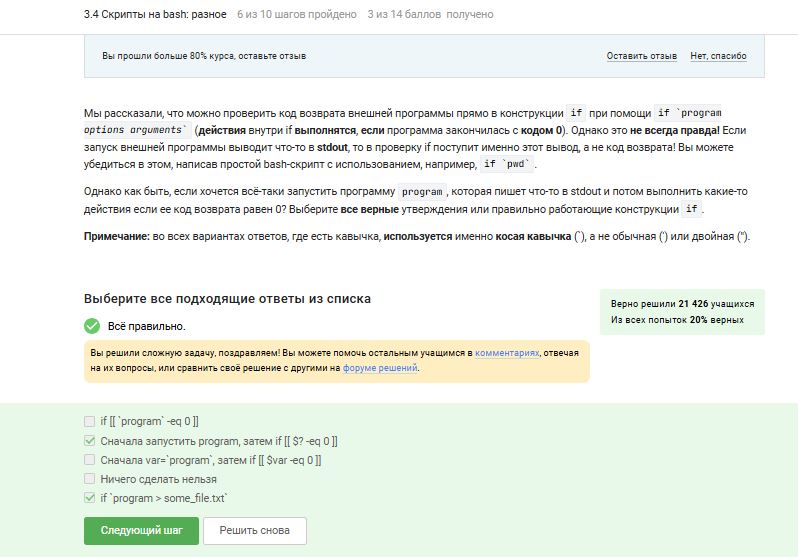 3.4 Скрипты на bash: разное 6 из 10 шагов пройдено 3 из 14 баллов получено
Вы прошли больше 80% курса, оставьте отзыв Оставить отзыв Нет, спасибо
Мы рассказали, что можно проверить код возврата внешней программы прямо в конструкции if при помощи if `program
options arguments` (действия внутри if выполнятся, если программа закончилась с кодом 0). Однако это не всегда правда! Если
запуск внешней программы выводит что-то в stdout, то в проверку if поступит именно этот вывод, а не код возврата! Вы можете
убедиться в этом, написав простой bash-скрипт с использованием, например, if `pwd` .
Однако как быть, если хочется всё-таки запустить программу program , которая пишет что-то в stdout и потом выполнить какие-то
действия если ее код возврата равен 0? Выберите все верные утверждения или правильно работающие конструкции if .
Примечание: во всех вариантах ответов, где есть кавычка, используется именно косая кавычка (`), а не обычная (') или двойная (").
Выберите все подходящие ответы из списка
Верно решили 21 426 учащихся
Из всех попыток 20% верных
Всё правильно.
Вы решили сложную задачу, поздравляем! Вы можете помочь остальным учащимся в комментариях, отвечая
на их вопросы, или сравнить своё решение с другими на форуме решений.
if [[ `program` -eq 0 ]]
Сначала запустить program, затем if [[ $? -eq 0 ]]
Сначала var=`program`, затем if [[ $var -eq 0 ]]
Ничего сделать нельзя
if `program > some_file.txt`
Следующий шаг Решить снова